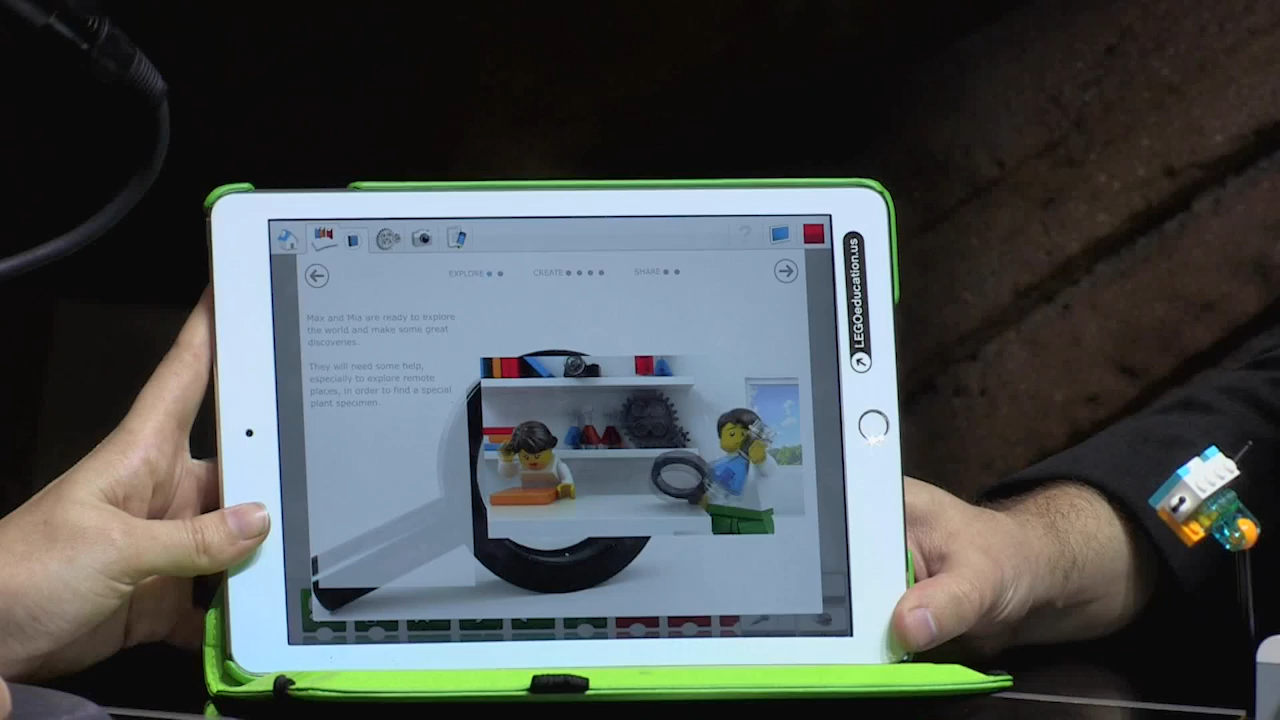 ?
EXPLORE
CREATE
SHARE
Max and Mia are ready to explore
the world and make some great
discoveries.
They will need some help,
especially to explore remote
places, in order to find a special
plant specimen.
LEGOeducation.us